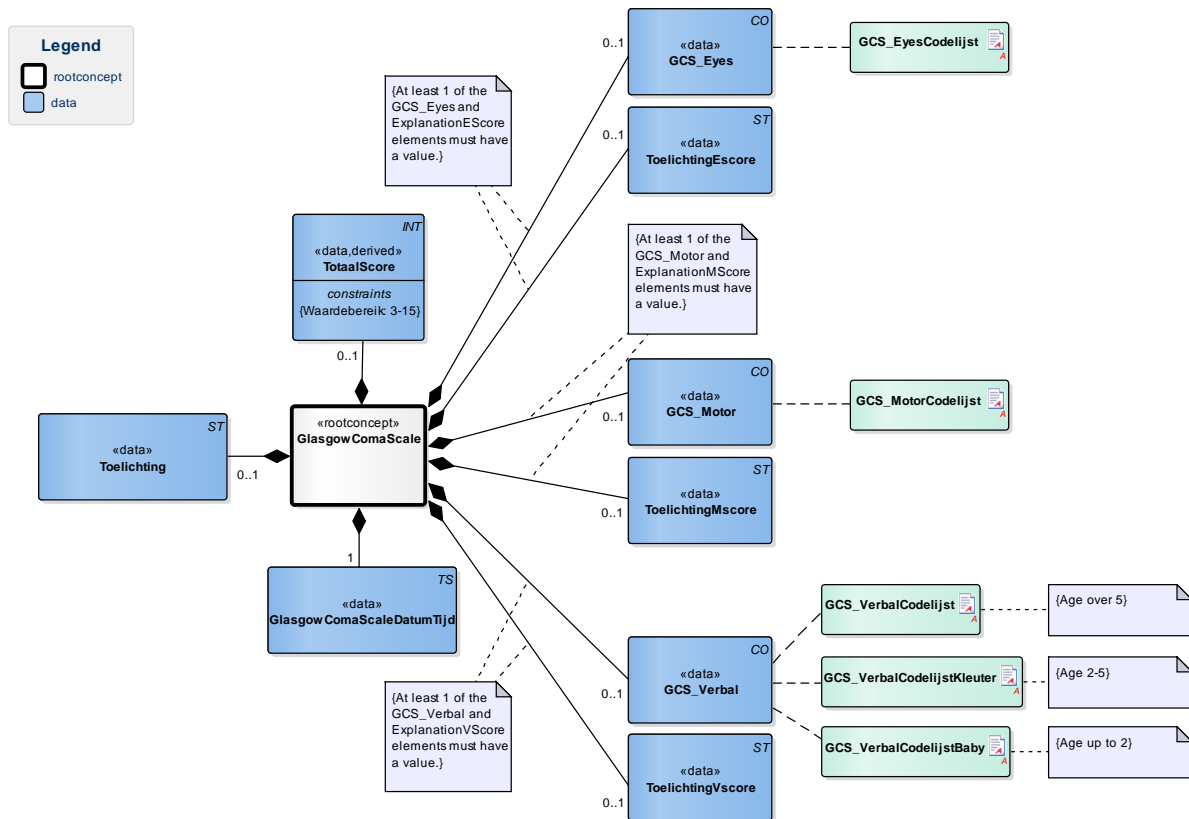 Legend
rootconcept
data
CO
«data»
GCS_Eyes
0..1
GCS_EyesCodelijst
{At least 1 of the
GCS_Eyes and
ExplanationEScore
elements must have
a value.}
ST
«data»
ToelichtingEscore
0..1
INT
«data,derived»
TotaalScore
constraints
{Waardebereik: 3-15}
0..1
{At least 1 of the
GCS_Motor and
ExplanationMScore
elements must have
a value.}
CO
«data»
GCS_Motor
0..1
GCS_MotorCodelijst
«rootconcept»
GlasgowComaScale
ST
«data»
Toelichting
0..1
ST
«data»
ToelichtingMscore
0..1
1
TS
«data»
GlasgowComaScaleDatumTijd
GCS_VerbalCodelijst
{Age over 5}
CO
«data»
GCS_Verbal
0..1
GCS_VerbalCodelijstKleuter
{Age 2-5}
{At least 1 of the
GCS_Verbal and
ExplanationVScore
elements must have
a value.}
GCS_VerbalCodelijstBaby
{Age up to 2}
ST
«data»
ToelichtingVscore
0..1